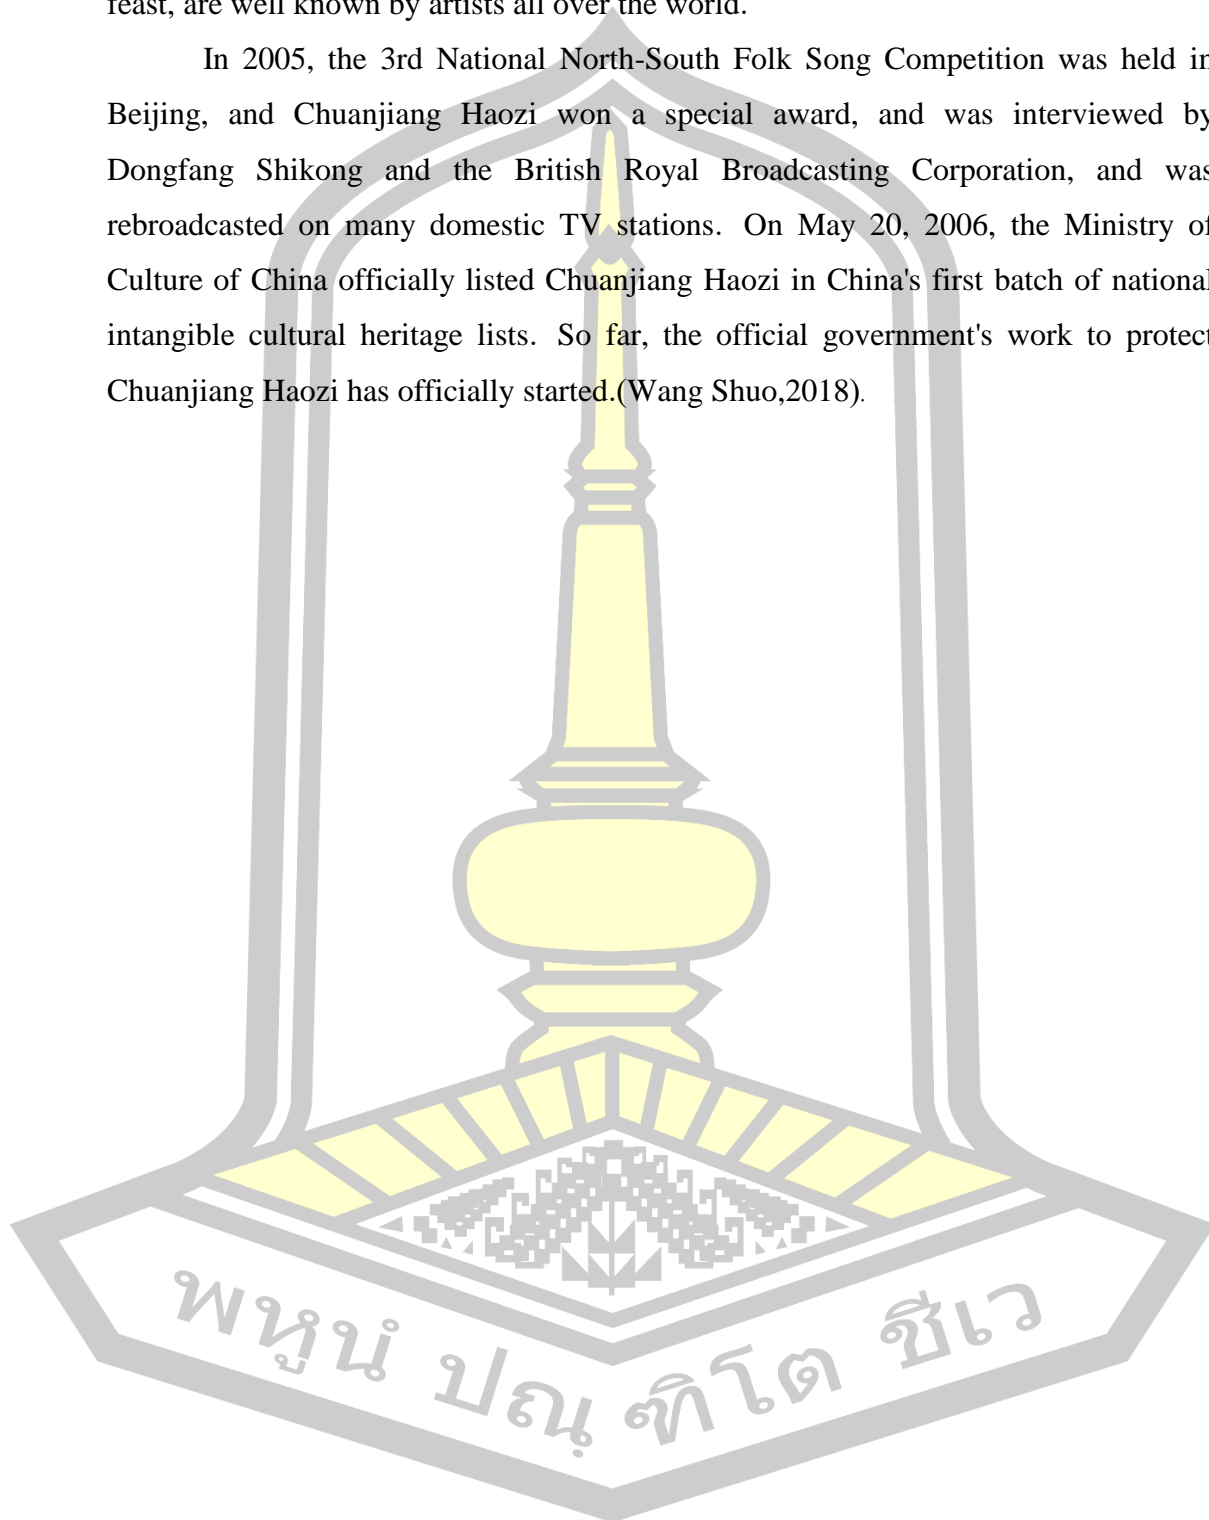 feast, are well known by artists all over the world.
In 2005, the 3rd National North-South Folk Song Competition was held in
Beijing, and Chuanjiang Haozi won a special award, and was interviewed by
Dongfang Shikong and the British Royal Broadcasting Corporation, and was
rebroadcasted on many domestic TV stations. On May 20, 2006, the Ministry of
Culture of China officially listed Chuanjiang Haozi in China's first batch of national
intangible cultural heritage lists. So far, the official government's work to protect
Chuanjiang Haozi has officially started.(Wang Shuo,2018).
พหูนํ ปณฺฑิโต ชีเว